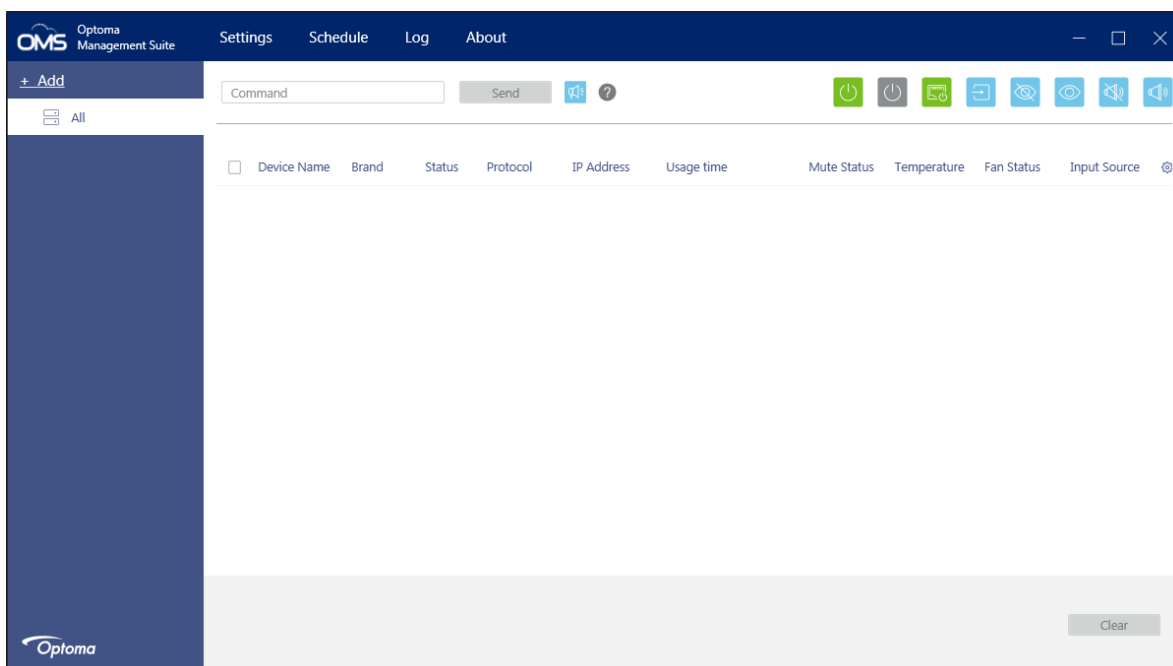 OMS Optoma
Management Suite
Settings Schedule Log About
+ Add
Command Send ?
All
Device Name Brand Status Protocol IP Address Usage time Mute Status Temperature Fan Status Input Source
Clear
Optoma